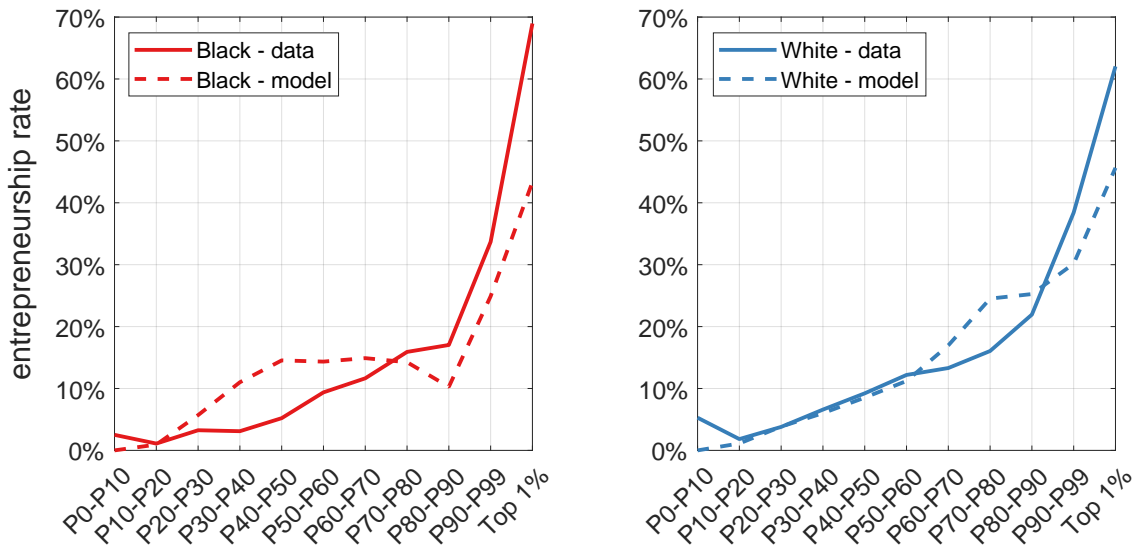 entrepreneurship rate
70%
60%
50%
40%
30%
20%
10%
0%
Black - data
Black - model
P0-P10
P10-P20
P20-P30
P30-P40
P40-P50
P50-P60
P60-P70
P70-P80
P80-P90
P90-P99
Top 1%
70%
60%
50%
40%
30%
20%
10%
0%
White - data
White - model
P0-P10
P10-P20
P20-P30
P30-P40
P40-P50
P50-P60
P60-P70
P70-P80
P80-P90
P90-P99
Top 1%